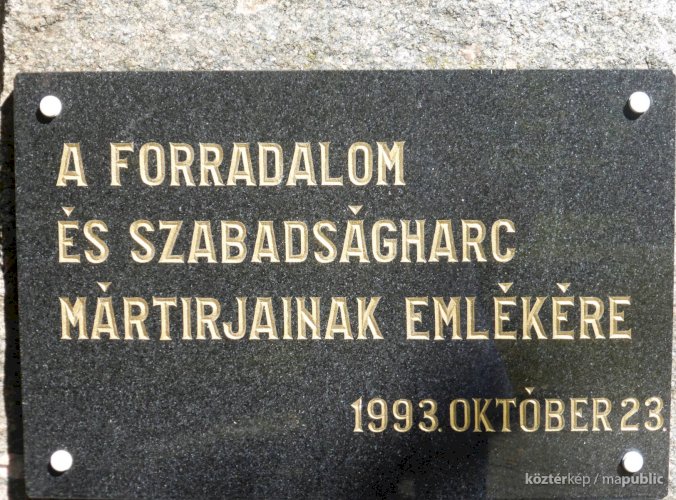 A FORRADALOM
ÉS SZABADSÁGHARC
MÁRTIRJAINAK EMLÉKÉRE
1993. OKTÓBER 23.
köztérkép / mapublic